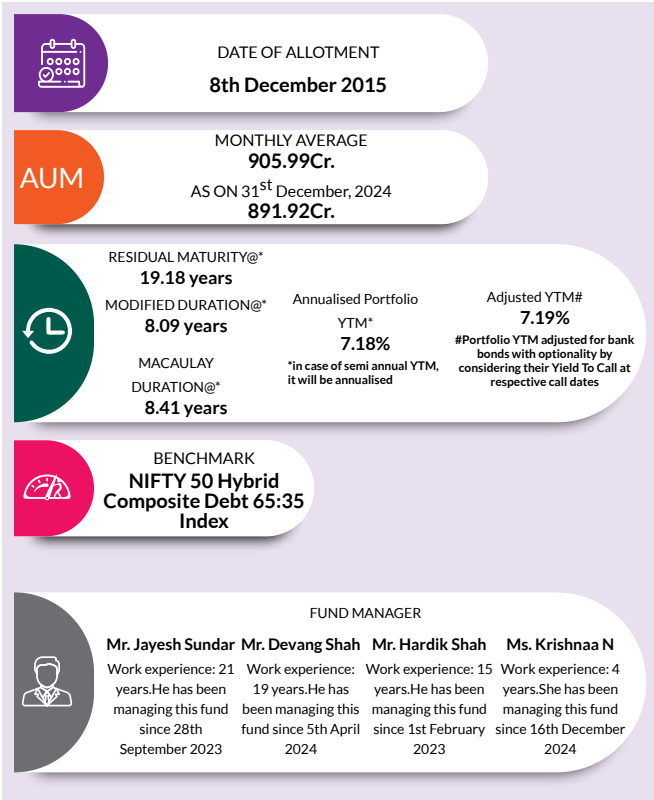 DATE OF ALLOTMENT
8th December 2015
AUM
MONTHLY AVERAGE
905.99Cr.
AS ON 31st December, 2024
891.92Cr.
RESIDUAL MATURITY@*
19.18 years
MODIFIED DURATION@*
8.09 years
MACAULAY
DURATION@*
8.41 years
Annualised Portfolio
YTM*
7.18%
*in case of semi annual YTM,
it will be annualised
Adjusted YTM#
7.19%
#Portfolio YTM adjusted for bank
bonds with optionality by
considering their Yield To Call at
respective call dates
BENCHMARK
NIFTY 50 Hybrid
Composite Debt 65:35
Index
FUND MANAGER
Mr. Jayesh Sundar
Work experience: 21
years.He has been
managing this fund
since 28th
September 2023
Mr. Devang Shah
Work experience:
19 years.He has
been managing this
fund since 5th April
2024
Mr. Hardik Shah
Work experience: 15
years.He has been
managing this fund
since 1st February
2023
Ms. Krishnaa N
Work experience: 4
years.She has been
managing this fund
since 16th December
2024